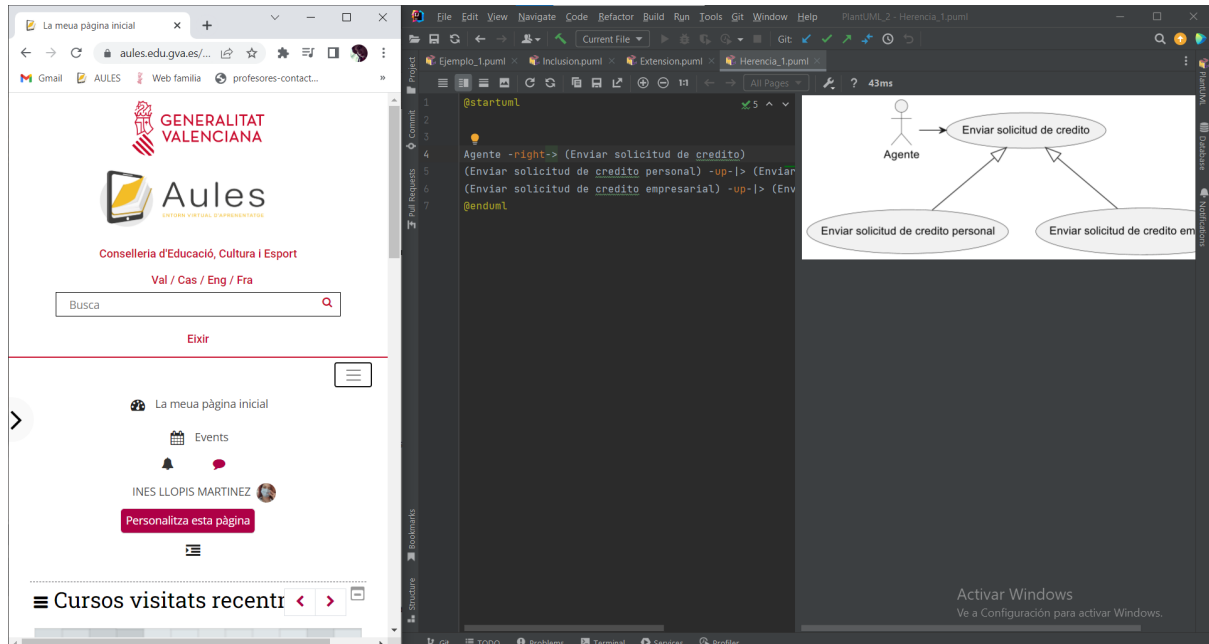 La meua pàgina inicial
aules.edu.gva.es/...
Gmail AULES Web familia profesores-contact... »
GENERALITAT
VALENCIANA
Aules
ENTORN VIRTUAL D'APRENENTATGE
Conselleria d'Educació, Cultura i Esport
Val / Cas / Eng / Fra
Busca
Eixir
La meua pàgina inicial
Events
INES LLOPIS MARTINEZ
Personalitza esta pàgina
Cursos visitats recentr
File Edit View Navigate Code Refactor Build Run Tools Git Window Help PlantUML_2 - Herencia_1.puml
Current File Git:
Ejemplo_1.puml Inclusion.puml Extension.puml Herencia_1.puml
1:1 All Pages ? 43ms
Project
Commit
Pull Requests
Bookmarks
Structure
1 @startuml
5
2
3
4 Agente -right-> (Enviar solicitud de credito)
5 (Enviar solicitud de credito personal) -up-|> (Enviar
6 (Enviar solicitud de credito empresarial) -up-|> (Env
7 @enduml
Enviar solicitud de credito
Agente
Enviar solicitud de credito personal
Enviar solicitud de credito em
PlantUML
Database
Notifications
Activar Windows
Ve a Configuración para activar Windows.
Git TODO Problems Terminal Services Profiler